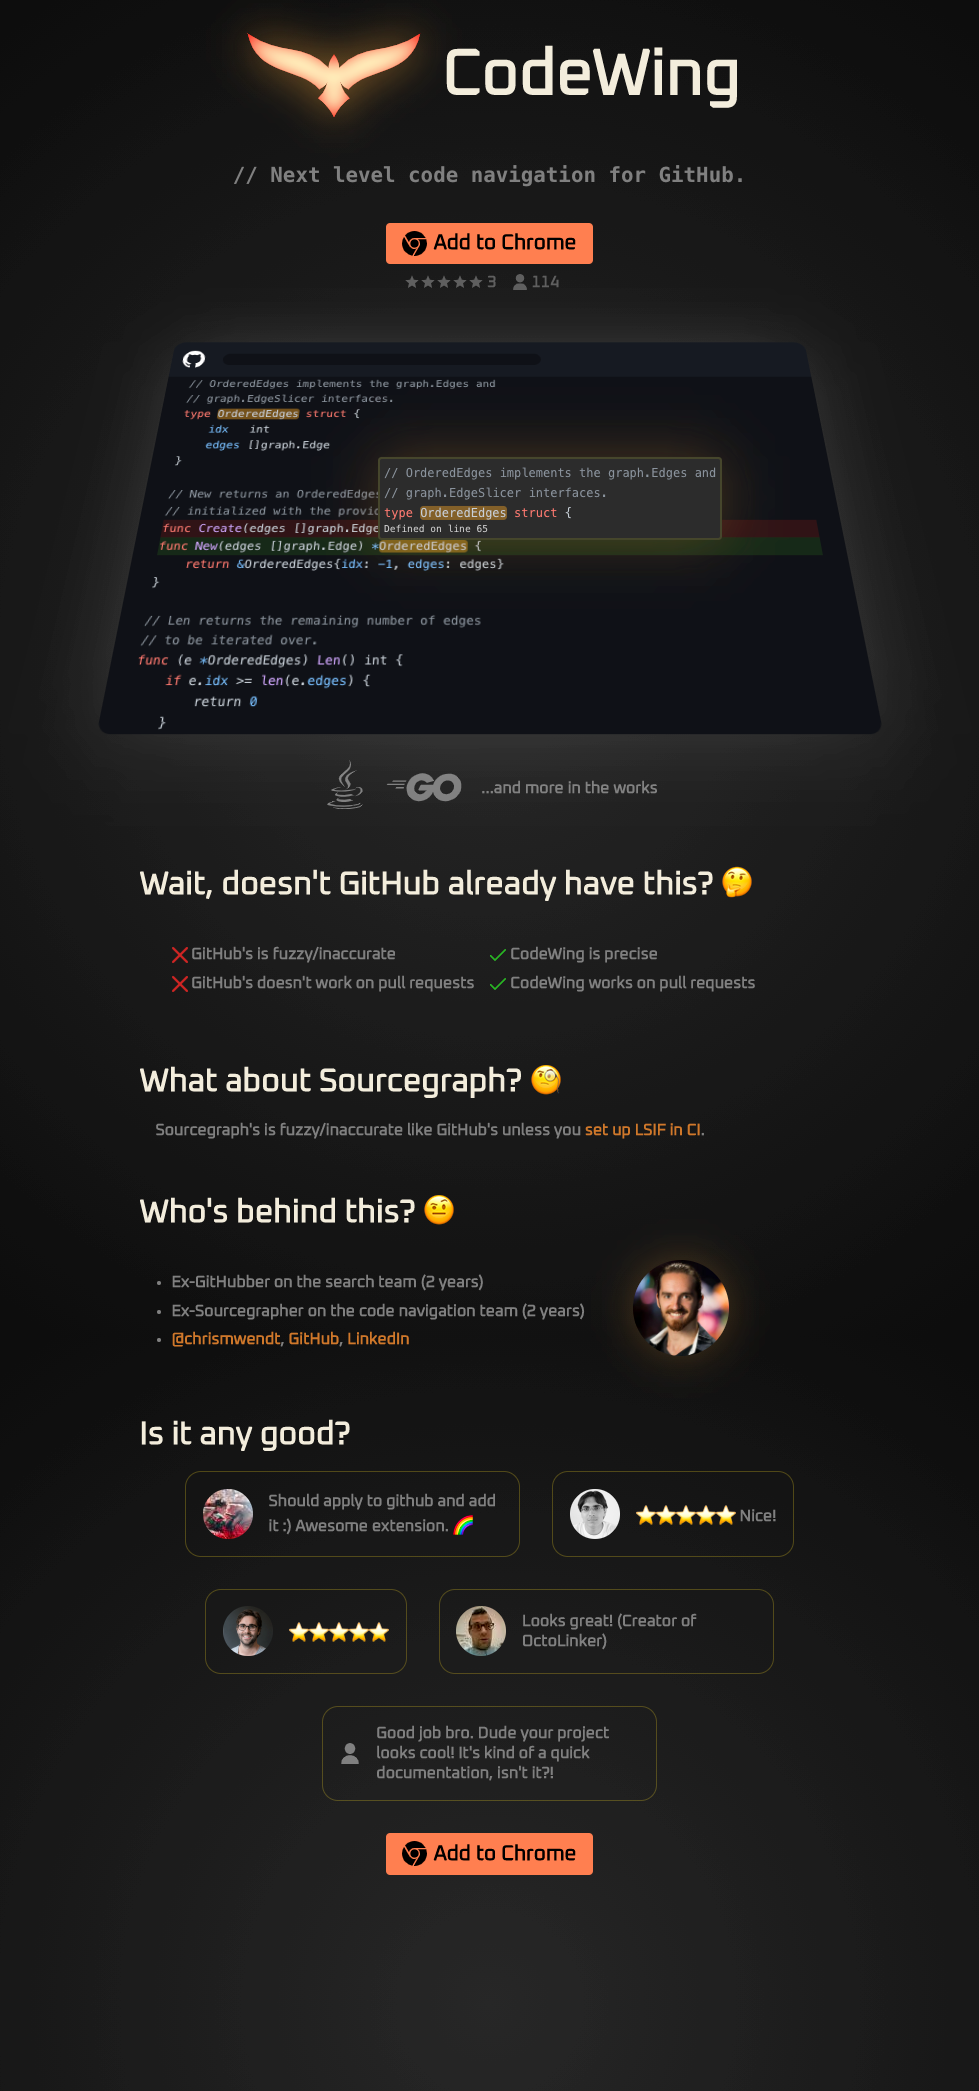 CodeWing
// Next level code navigation for GitHub.
Add to Chrome
★★★★★ 3 114
// OrderedEdges implements the graph.Edges and
// graph.EdgeSlicer interfaces.
type OrderedEdges struct {
idx int
edges []graph.Edge
}
// OrderedEdges implements the graph.Edges and
// graph.EdgeSlicer interfaces.
type OrderedEdges struct {
Defined on line 65
// New returns an OrderedEdges
// initialized with the provid
func Create(edges []graph.Edge
func New(edges []graph.Edge) *OrderedEdges {
return &OrderedEdges{idx: -1, edges: edges}
}
// Len returns the remaining number of edges
// to be iterated over.
func (e *OrderedEdges) Len() int {
if e.idx >= len(e.edges) {
return 0
}
GO ...and more in the works
Wait, doesn't GitHub already have this? 🤔
❌ GitHub's is fuzzy/inaccurate ✓ CodeWing is precise
❌ GitHub's doesn't work on pull requests ✓ CodeWing works on pull requests
What about Sourcegraph? 🧐
Sourcegraph's is fuzzy/inaccurate like GitHub's unless you set up LSIF in CI.
Who's behind this? 🤨
• Ex-GitHubber on the search team (2 years)
• Ex-Sourcegrapher on the code navigation team (2 years)
• @chrismwendt, GitHub, LinkedIn
Is it any good?
Should apply to github and add
it :) Awesome extension. 🌈
⭐⭐⭐⭐⭐ Nice!
⭐⭐⭐⭐⭐
Looks great! (Creator of
OctoLinker)
Good job bro. Dude your project
looks cool! It's kind of a quick
documentation, isn't it?!
Add to Chrome